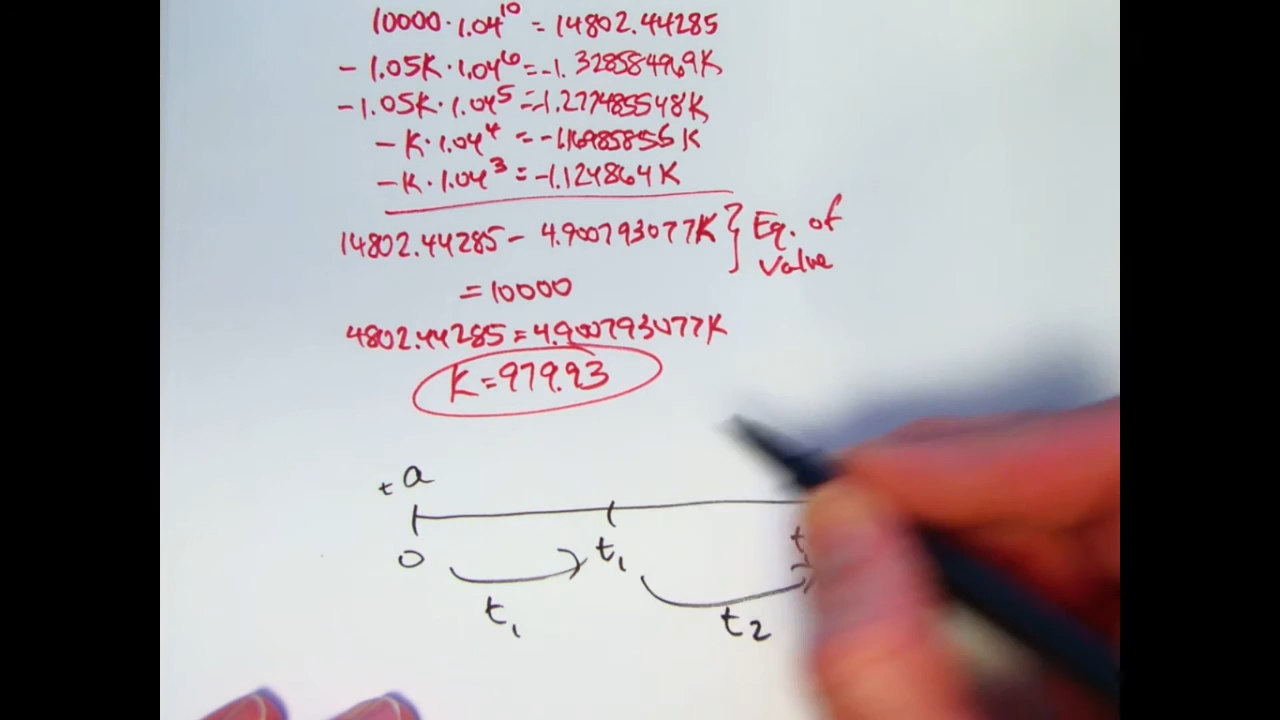 10000·1.04^10 = 14802.44285
- 1.05K·1.04^6 = -1.328584969K
- 1.05K·1.04^5 = -1.277485548K
- K·1.04^4 = -1.16985856K
- K·1.04^3 = -1.124864K
14802.44285 - 4.900793077K } Eq. of
Value
= 10000
4802.44285 = 4.900793077K
K = 979.93
+a
0 t₁
t₁ t₂